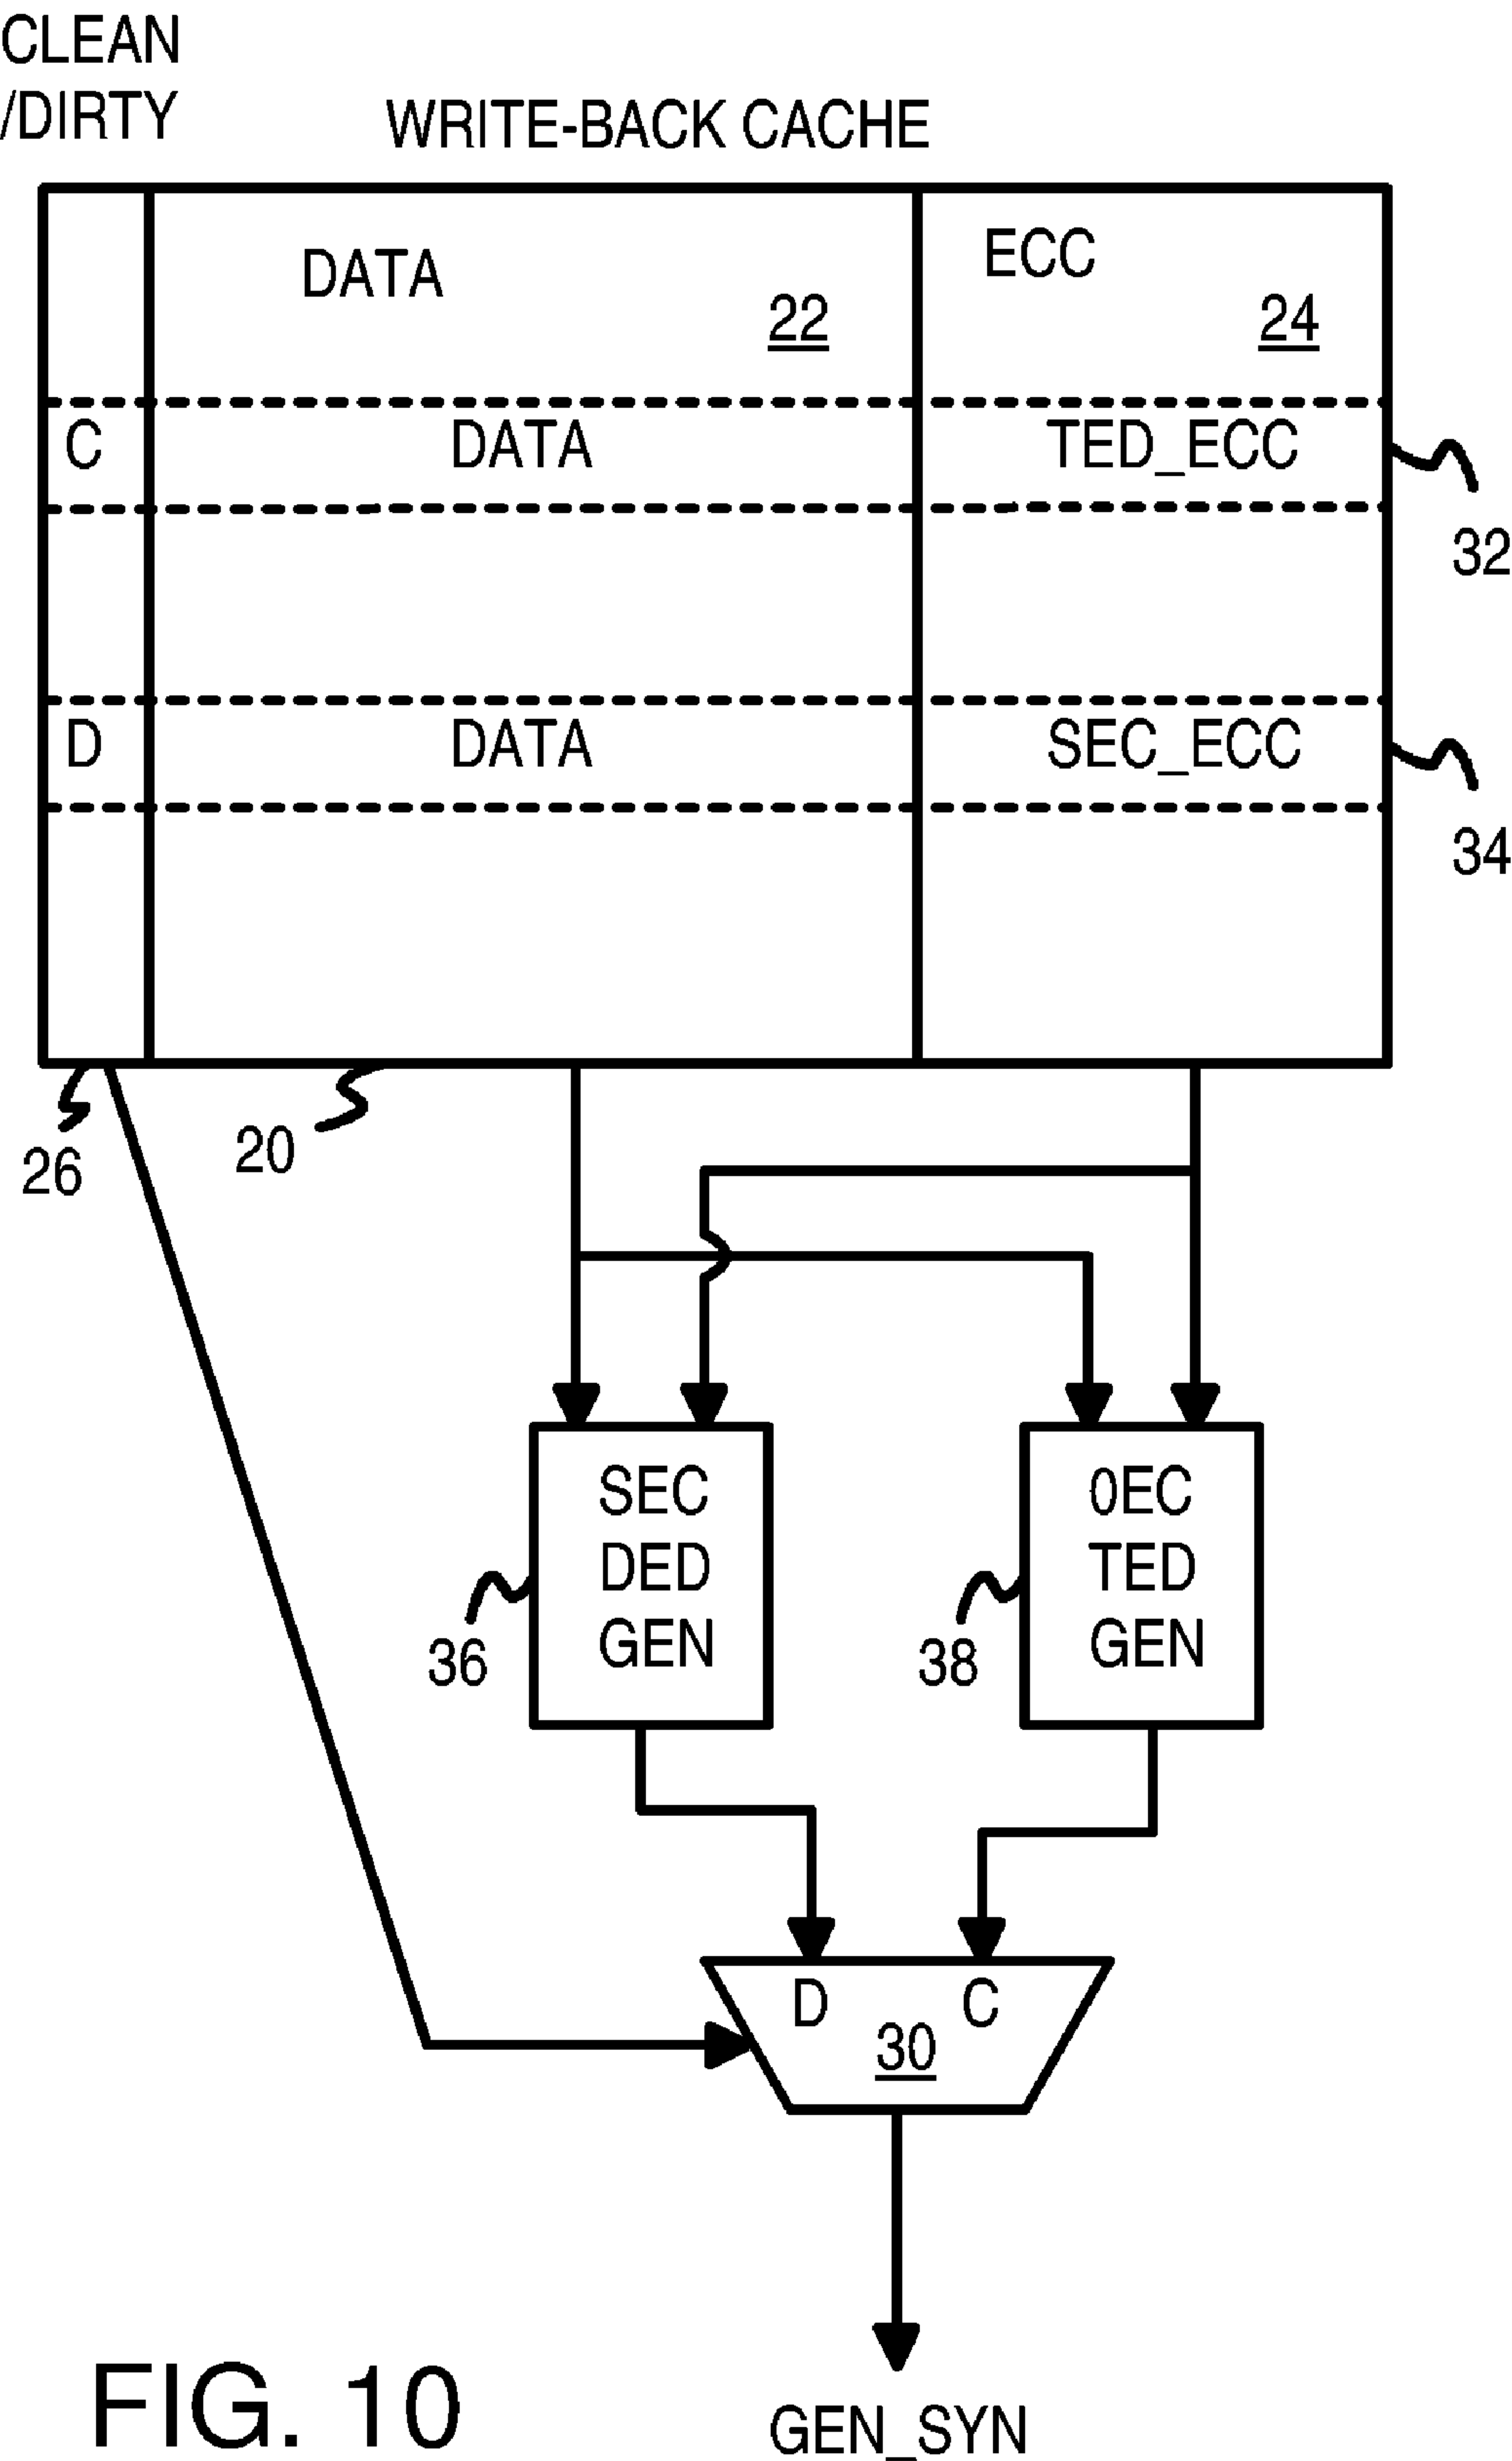 CLEAN
/DIRTY
WRITE-BACK CACHE
DATA
22
ECC
24
C
DATA
TED_ECC
32
D
DATA
SEC_ECC
34
26
20
SEC
DED
GEN
36
0EC
TED
GEN
38
D
C
30
GEN_SYN
FIG. 10